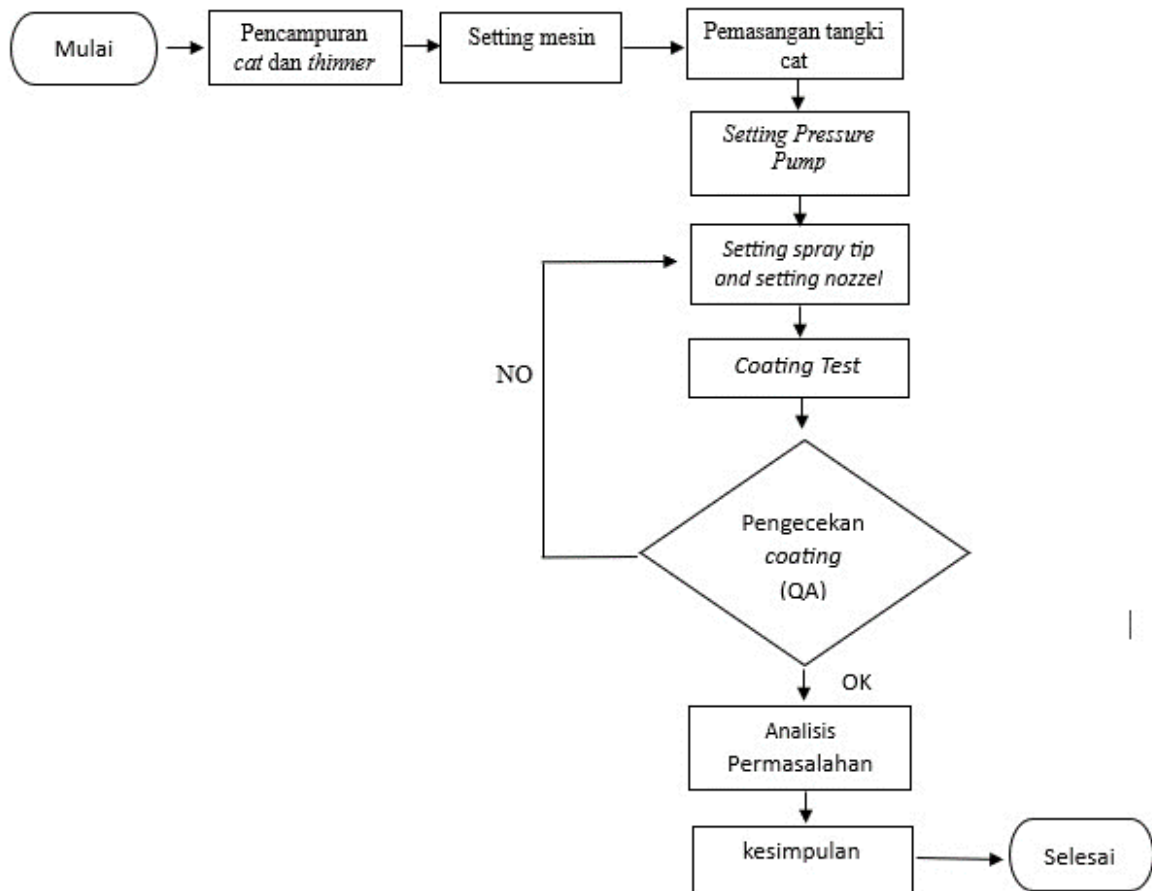 Mulai
Pencampuran
cat dan thinner
Setting mesin
Pemasangan tangki
cat
Setting Pressure
Pump
Setting spray tip
and setting nozzel
NO
Coating Test
Pengecekan
coating
(QA)
OK
Analisis
Permasalahan
kesimpulan
Selesai